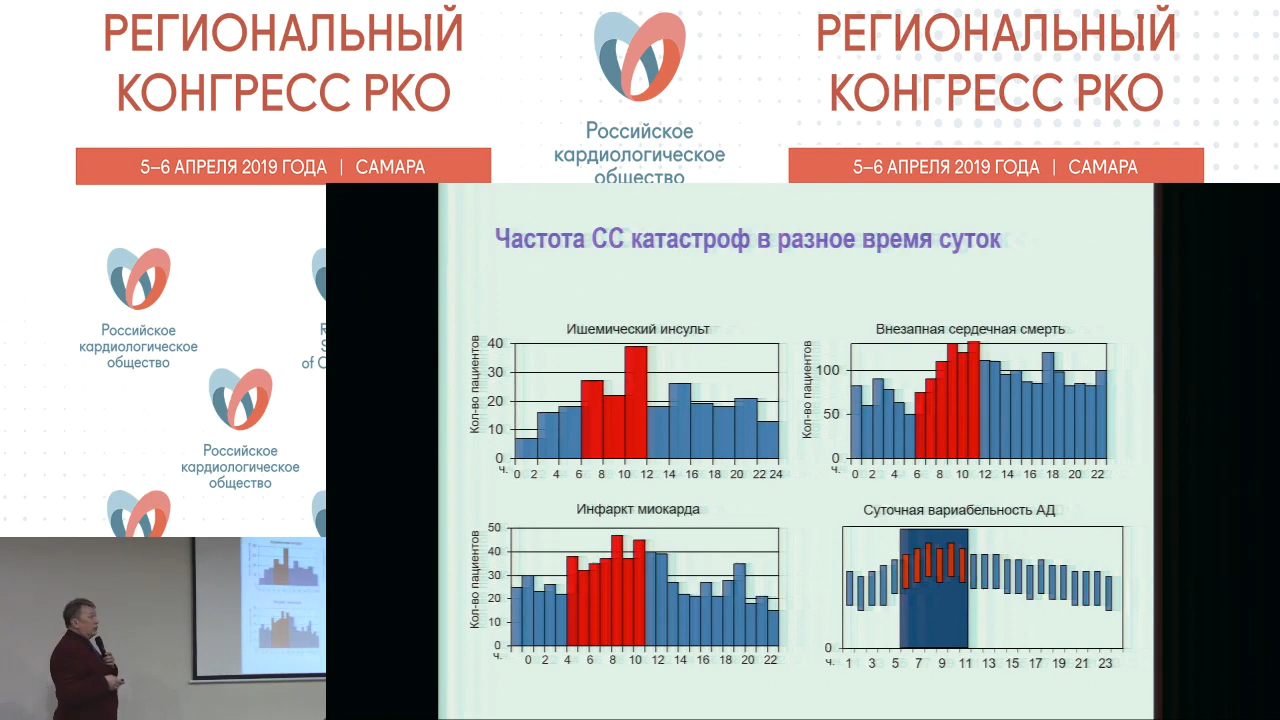 РЕГИОНАЛЬНЫЙ
КОНГРЕСС РКО
5–6 АПРЕЛЯ 2019 ГОДА | САМАРА
Российское
кардиологическое
общество
РЕГИОНАЛЬНЫЙ
КОНГРЕСС РКО
5–6 АПРЕЛЯ 2019 ГОДА | САМАРА
Российское
кардиологическое
общество
of C
Российское
кардиологическое
общество
Частота СС катастроф в разное время суток
Ишемический инсульт
Кол-во пациентов
40
30
20
10
0
ч. 0 2 4 6 8 10 12 14 16 18 20 22 24
Внезапная сердечная смерть
Кол-во пациентов
100
50
0
ч. 0 2 4 6 8 10 12 14 16 18 20 22
Инфаркт миокарда
Кол-во пациентов
50
40
30
20
10
0
ч. 0 2 4 6 8 10 12 14 16 18 20 22
Суточная вариабельность АД
0
ч. 1 3 5 7 9 11 13 15 17 19 21 23